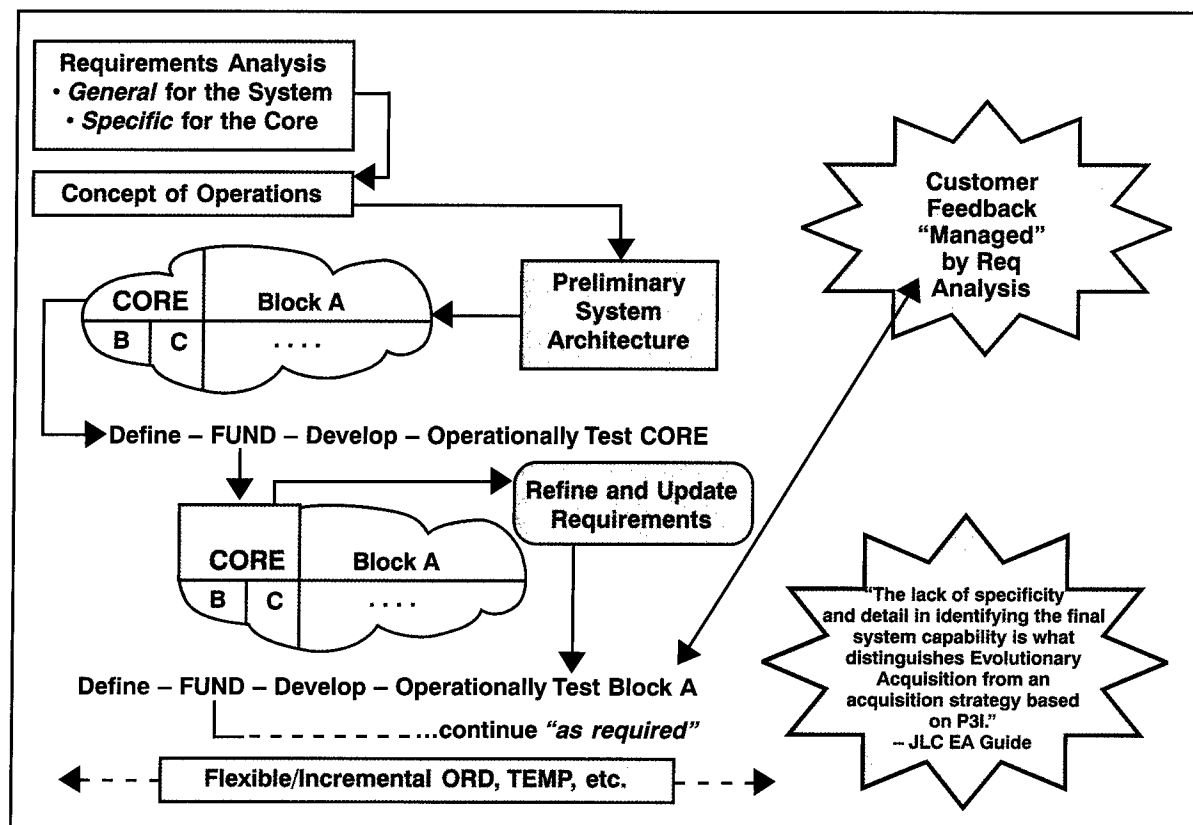 Requirements Analysis
• General for the System
• Specific for the Core
Concept of Operations
Preliminary
System
Architecture
CORE
Block A
B
C
. . . .
Customer
Feedback
“Managed”
by Req
Analysis
Define – FUND – Develop – Operationally Test CORE
Refine and Update
Requirements
CORE
Block A
B
C
. . . .
Define – FUND – Develop – Operationally Test Block A
...continue “as required”
Flexible/Incremental ORD, TEMP, etc.
“The lack of specificity
and detail in identifying the final
system capability is what
distinguishes Evolutionary
Acquisition from an
acquisition strategy based
on P3I.”
– JLC EA Guide